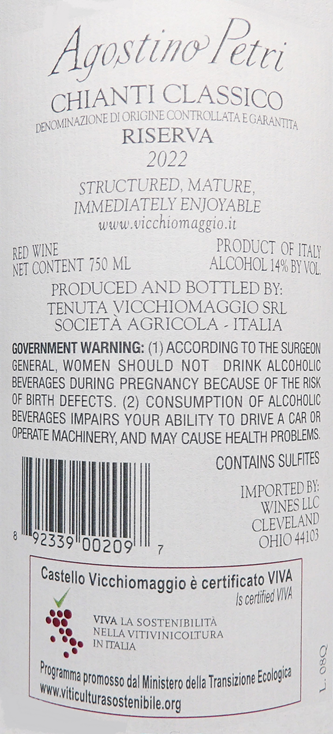 Agostino Petri
CHIANTI CLASSICO
DENOMINAZIONE DI ORIGINE CONTROLLATA E GARANTITA
RISERVA
2022
STRUCTURED, MATURE,
IMMEDIATELY ENJOYABLE
www.vicchiomaggio.it
RED WINE
NET CONTENT 750 ML
PRODUCT OF ITALY
ALCOHOL 14% BY VOL.
PRODUCED AND BOTTLED BY:
TENUTA VICCHIOMAGGIO SRL
SOCIETÀ AGRICOLA - ITALIA
GOVERNMENT WARNING: (1) ACCORDING TO THE SURGEON
GENERAL, WOMEN SHOULD NOT DRINK ALCOHOLIC
BEVERAGES DURING PREGNANCY BECAUSE OF THE RISK
OF BIRTH DEFECTS. (2) CONSUMPTION OF ALCOHOLIC
BEVERAGES IMPAIRS YOUR ABILITY TO DRIVE A CAR OR
OPERATE MACHINERY, AND MAY CAUSE HEALTH PROBLEMS.
CONTAINS SULFITES
IMPORTED BY:
WINES LLC
CLEVELAND
OHIO 44103
8 92339 00209 7
Castello Vicchiomaggio è certificato VIVA
Is certified VIVA
VIVA LA SOSTENIBILITÀ
NELLA VITIVINICOLTURA
IN ITALIA
Programma promosso dal Ministero della Transizione Ecologica
www.viticulturasostenibile.org
L. 08Q